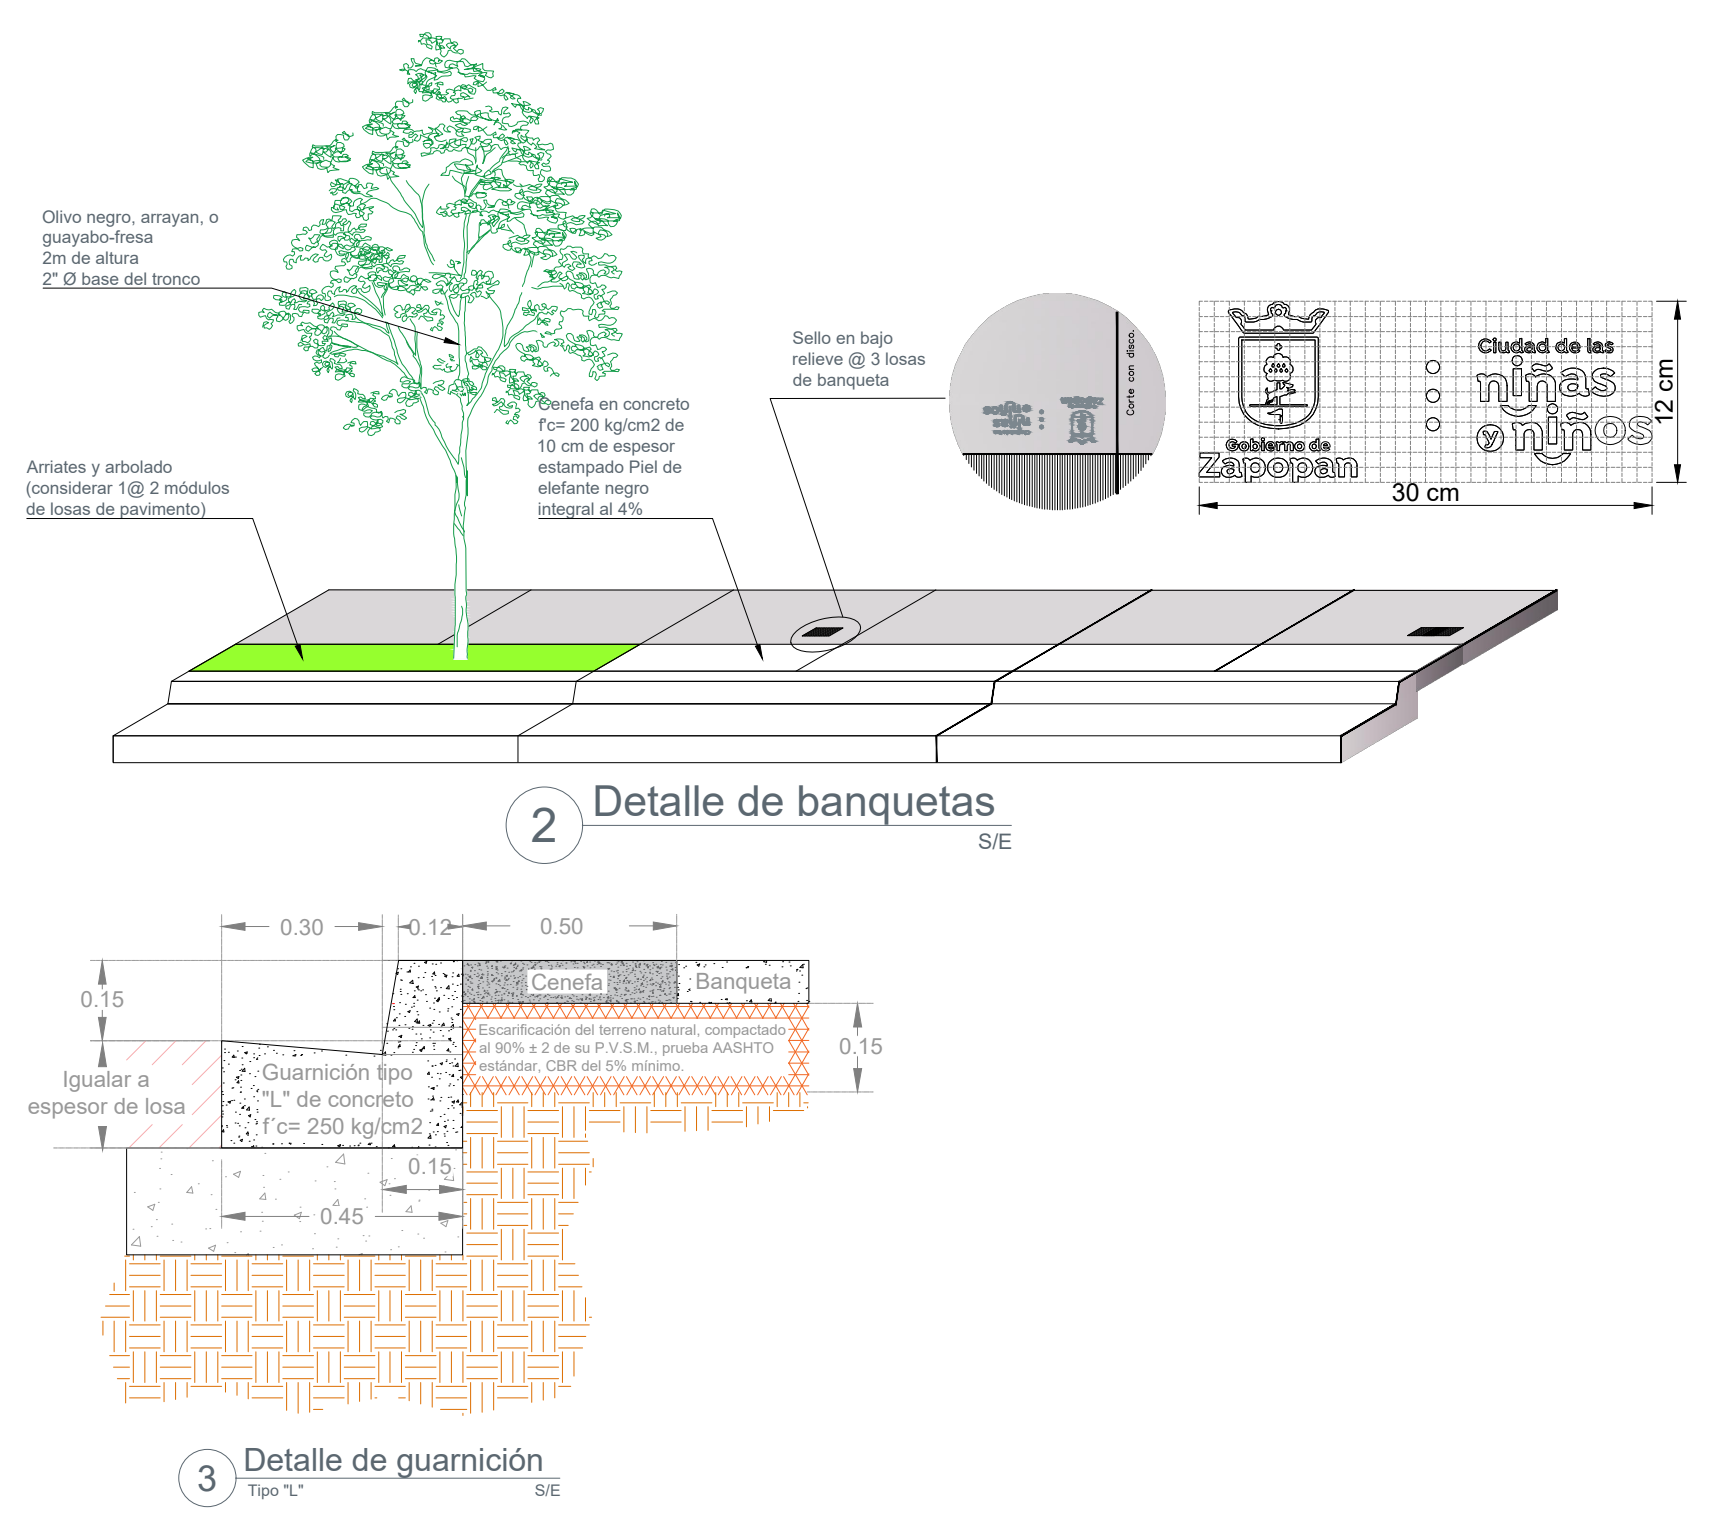 Olivo negro, arrayan, o
guayabo-fresa
2m de altura
2" Ø base del tronco
Arriates y arbolado
(considerar 1@ 2 módulos
de losas de pavimento)
Cenefa en concreto
f'c= 200 kg/cm2 de
10 cm de espesor
estampado Piel de
elefante negro
integral al 4%
Sello en bajo
relieve @ 3 losas
de banqueta
Corte con disco.
Gobierno de
Zapopan
Ciudad de las
niñas
y niños
12 cm
30 cm
2
Detalle de banquetas
S/E
0.30
0.12
0.50
0.15
Cenefa
Banqueta
Escarificación del terreno natural, compactado
al 90% ± 2 de su P.V.S.M., prueba AASHTO
estándar, CBR del 5% mínimo.
0.15
Igualar a
espesor de losa
Guarnición tipo
"L" de concreto
f´c= 250 kg/cm2
0.15
0.45
3
Detalle de guarnición
Tipo "L"
S/E